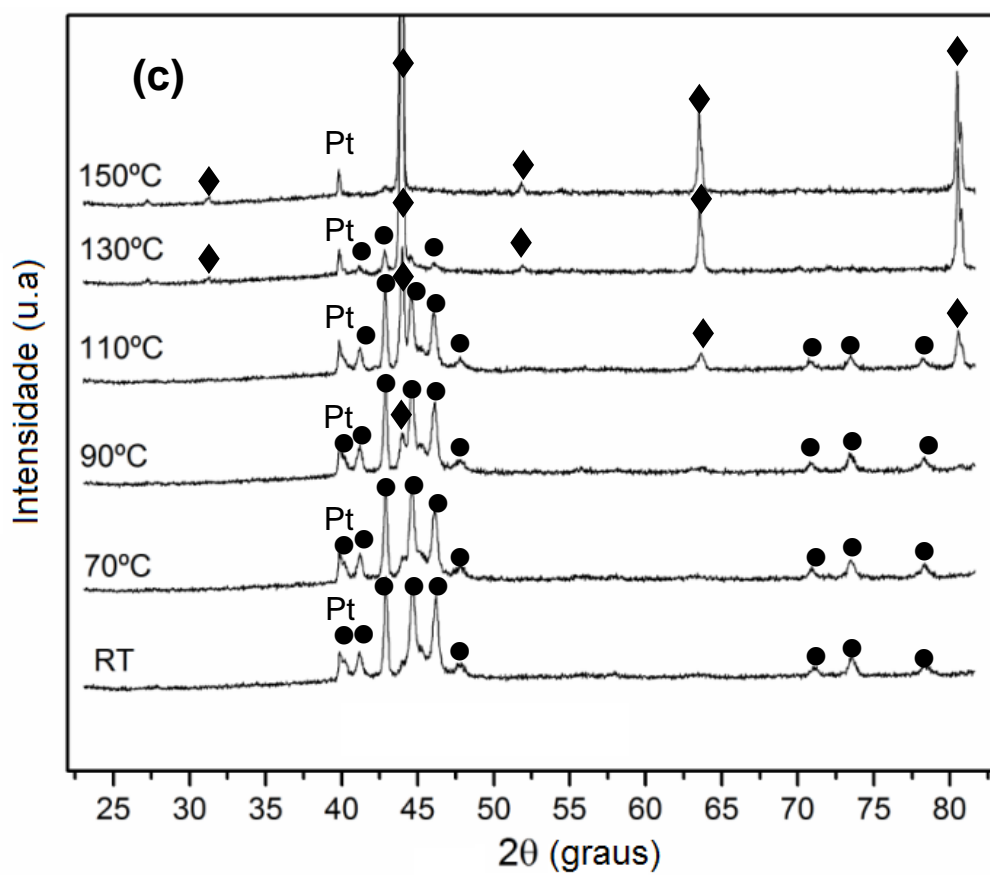 (c)
Pt
150ºC
Pt
130ºC
Pt
110ºC
Pt
90ºC
Pt
70ºC
Pt
RT
Intensidade (u.a)
25 30 35 40 45 50 55 60 65 70 75 80
2θ (graus)